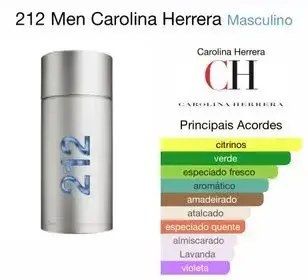 212 Men Carolina Herrera Masculino
212
Carolina Herrera
CH
CAROLINA HERRERA
Principais Acordes
citrinos
verde
especiado fresco
aromático
amadeirado
atalcado
especiado quente
almiscarado
Lavanda
violeta